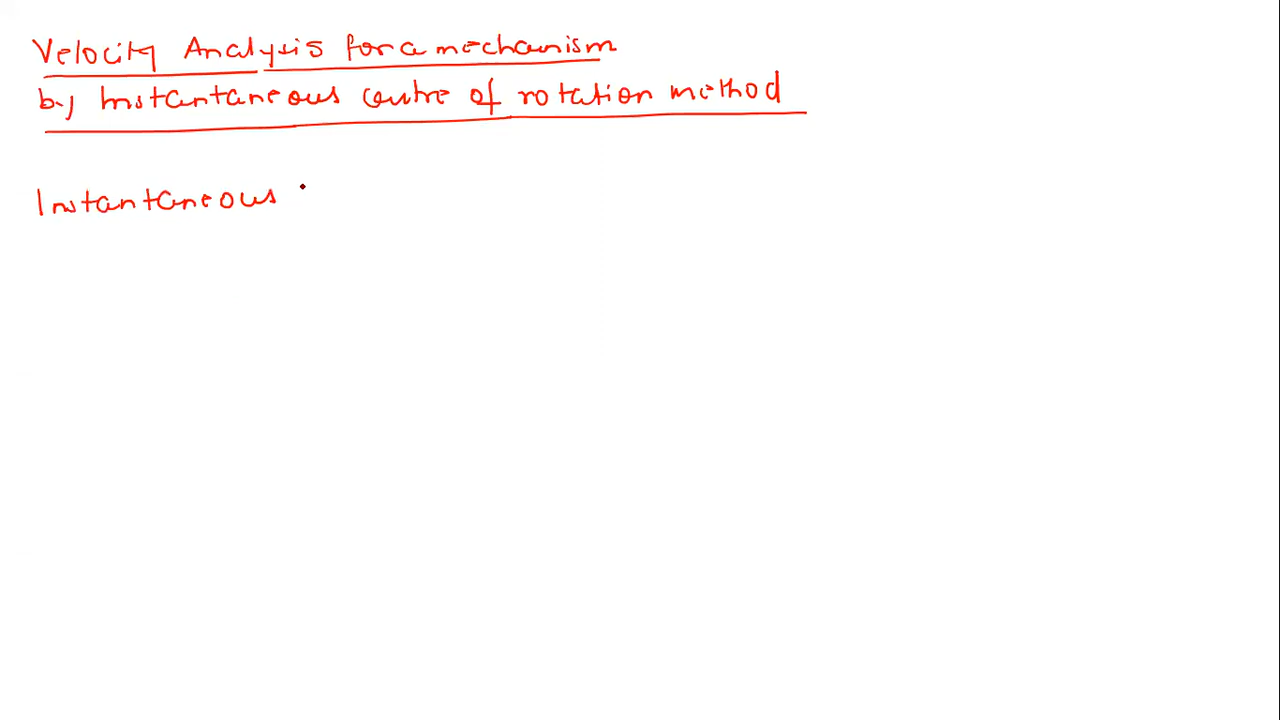 Velocity Analysis for a mechanism
by Instantaneous centre of rotation method
Instantaneous